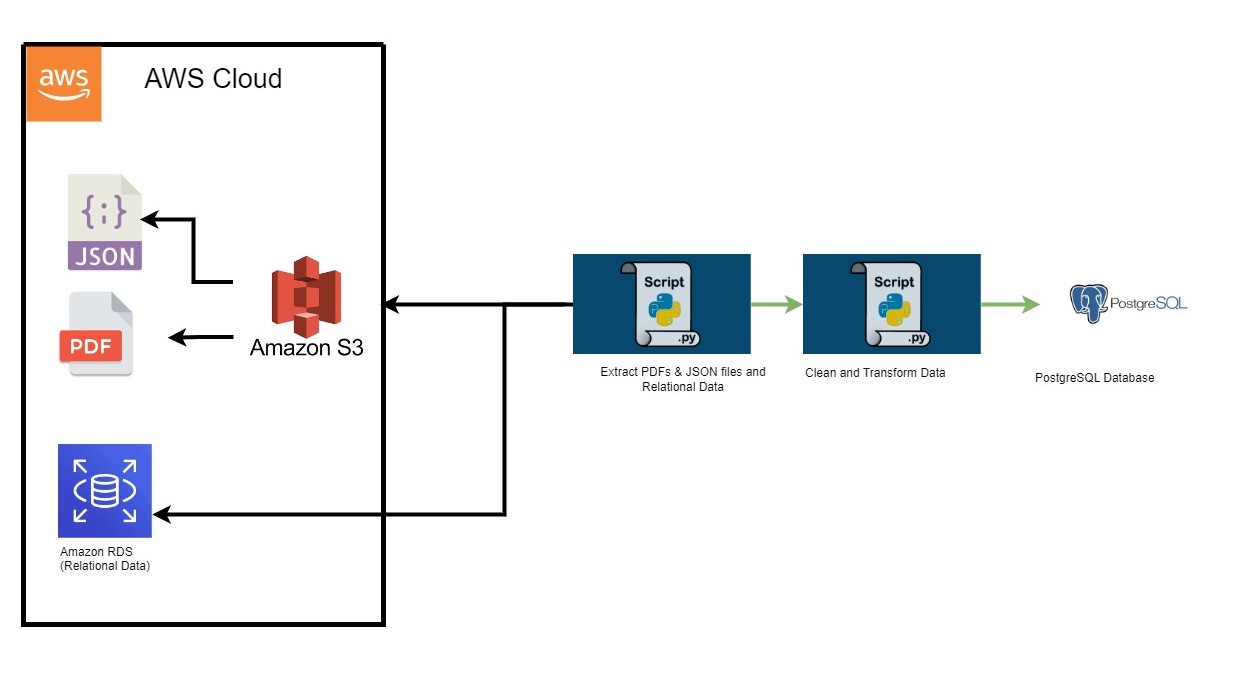 aws
AWS Cloud
{;}
JSON
PDF
Amazon S3
Amazon RDS
(Relational Data)
Script
.py
Extract PDFs & JSON files and
Relational Data
Script
.py
Clean and Transform Data
PostgreSQL
PostgreSQL Database